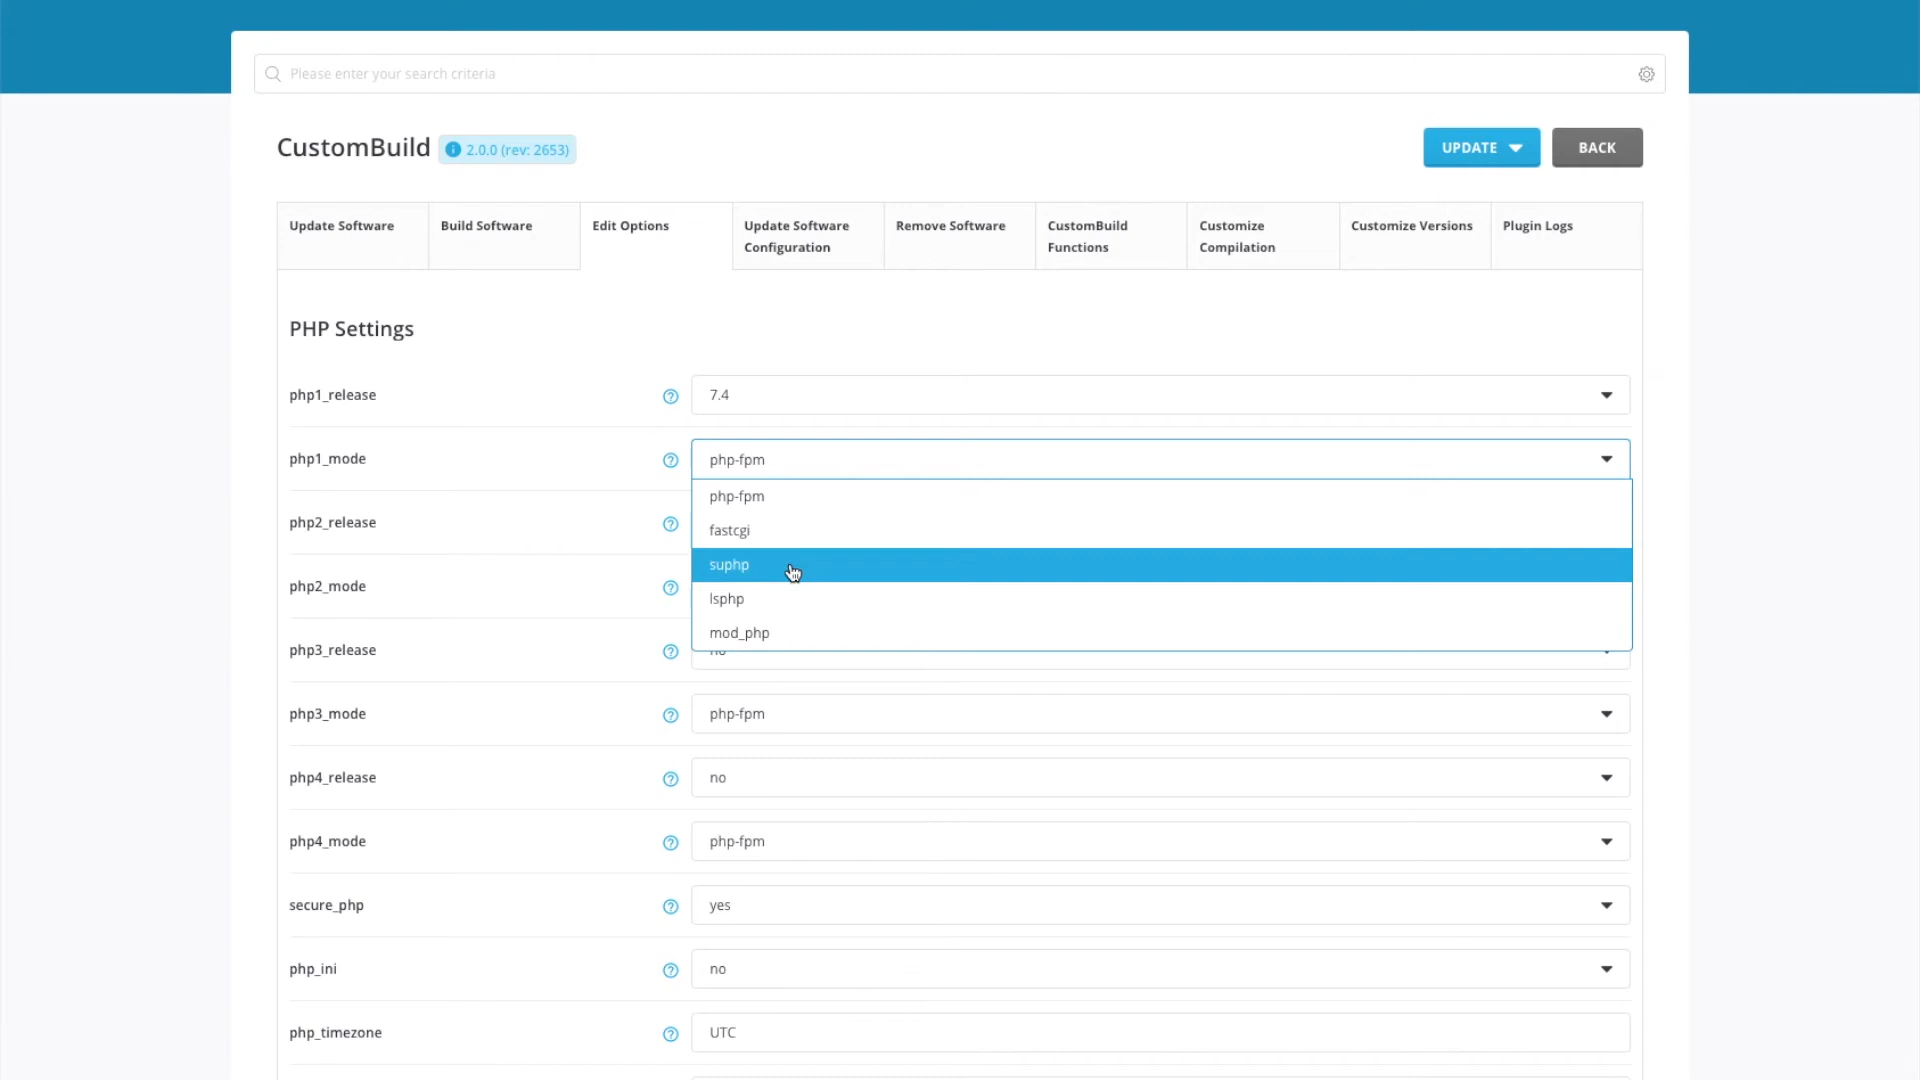 Please enter your search criteria
CustomBuild
2.0.0 (rev: 2653)
UPDATE
BACK
Update Software
Build Software
Edit Options
Update Software
Configuration
Remove Software
CustomBuild
Functions
Customize
Compilation
Customize Versions
Plugin Logs
PHP Settings
php1_release
7.4
php1_mode
php-fpm
php-fpm
fastcgi
suphp
lsphp
mod_php
php2_release
php2_mode
php3_release
no
php3_mode
php-fpm
php4_release
no
php4_mode
php-fpm
secure_php
yes
php_ini
no
php_timezone
UTC